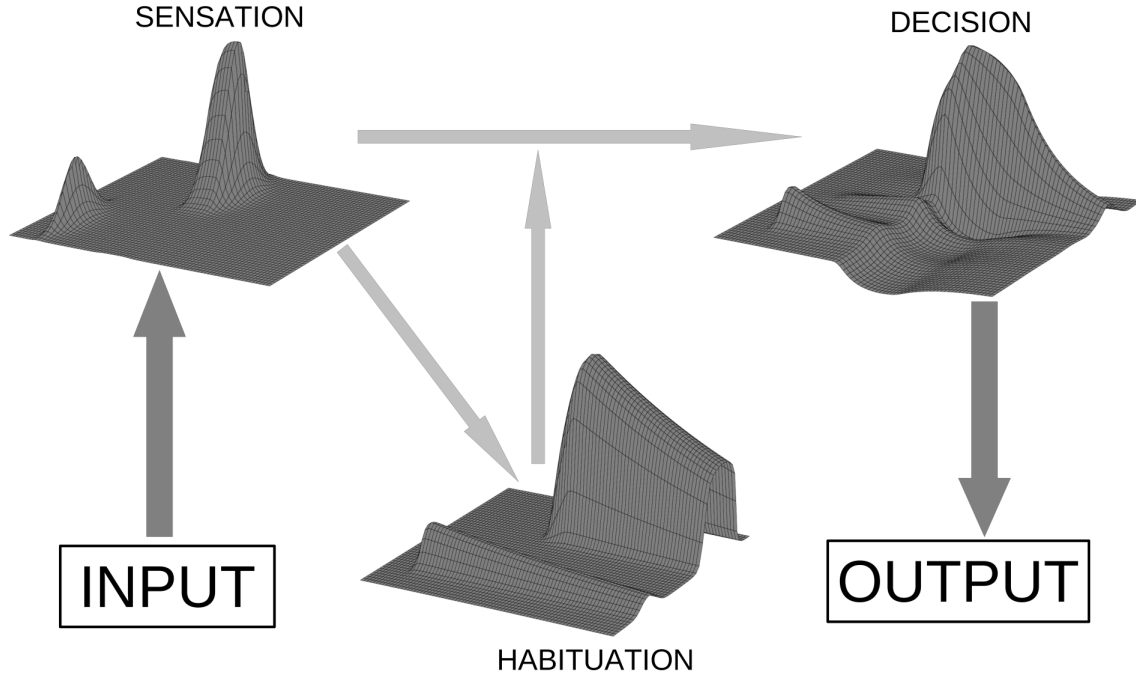 SENSATION
DECISION
INPUT
OUTPUT
HABITUATION